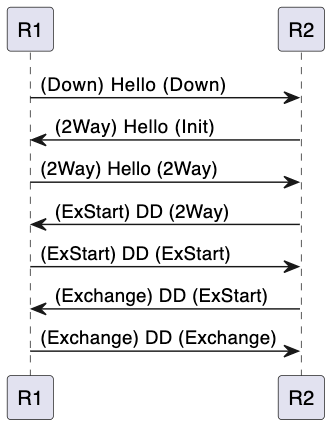 R1 R2
(Down) Hello (Down)
(2Way) Hello (Init)
(2Way) Hello (2Way)
(ExStart) DD (2Way)
(ExStart) DD (ExStart)
(Exchange) DD (ExStart)
(Exchange) DD (Exchange)
R1 R2